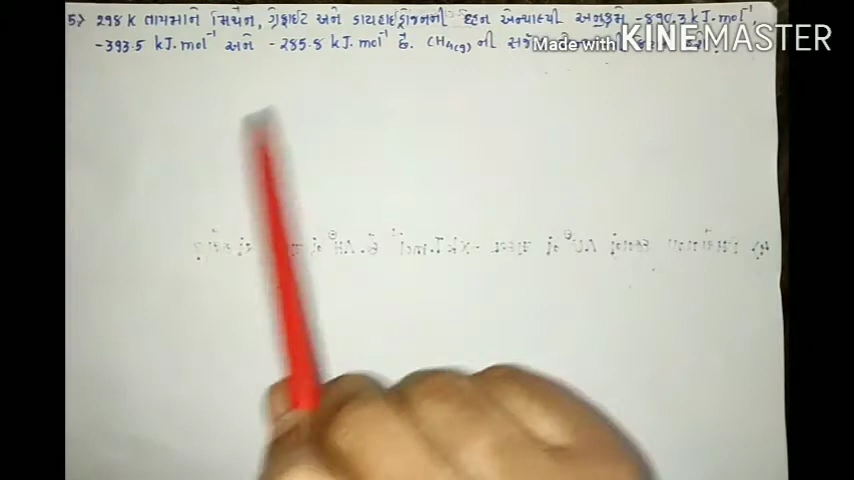 5) 298 K તાપમાને મિથેન, ગ્રેફાઈટ અને ડાયહાઈડ્રોજનની દહન એન્થાલ્પી અનુક્રમે -890.3 kJ.mol⁻¹,
-393.5 kJ.mol⁻¹ અને -285.8 kJ.mol⁻¹ છે. CH₄(g) ની
Made with KINEMASTER